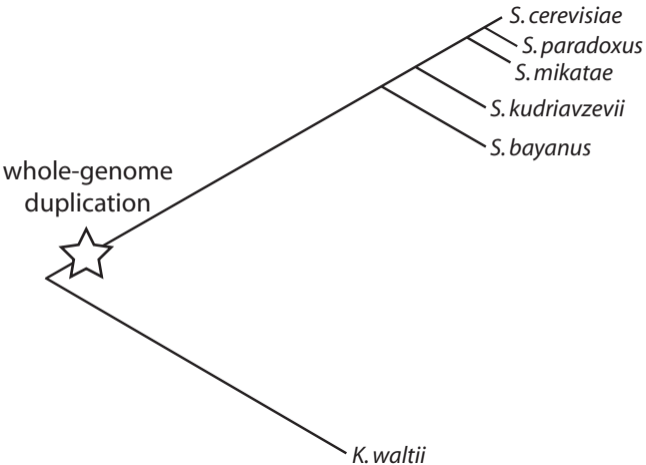 S. cerevisiae
S. paradoxus
S. mikatae
S. kudriavzevii
S. bayanus
whole-genome
duplication
K. waltii